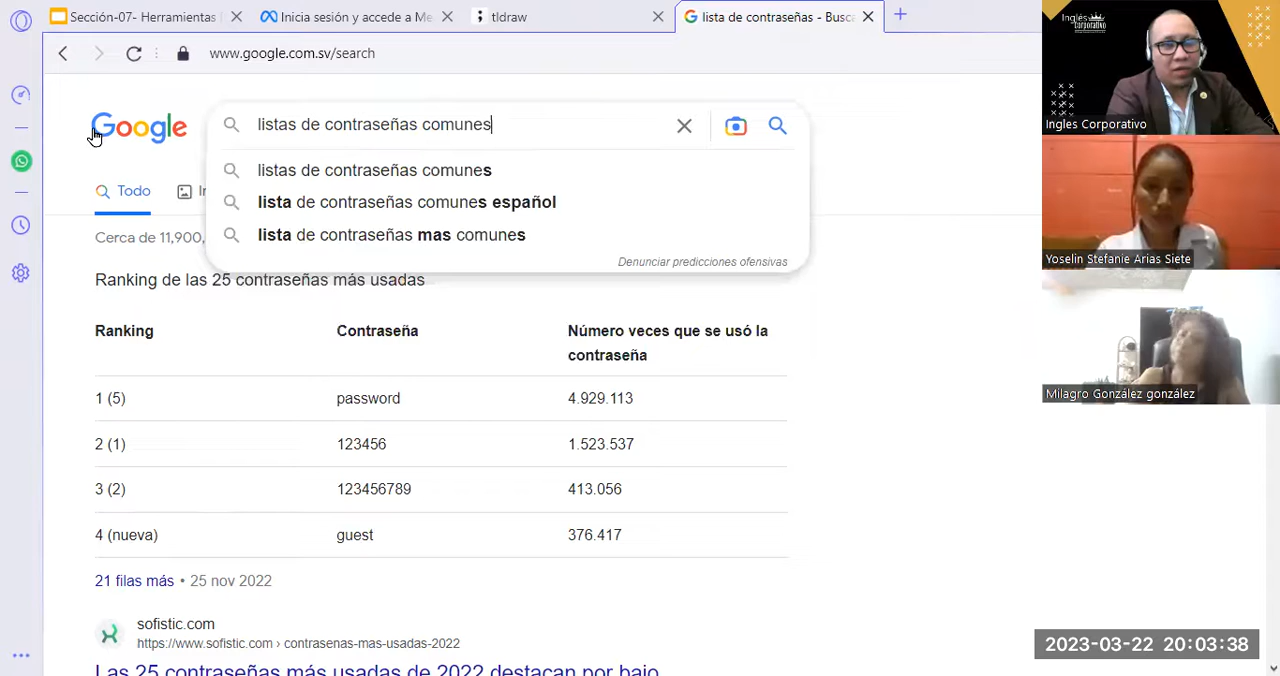 Sección-07- Herramientas
Inicia sesión y accede a Me
tldraw
lista de contraseñas - Busca
www.google.com.sv/search
Google
listas de contraseñas comunes
listas de contraseñas comunes
lista de contraseñas comunes español
lista de contraseñas mas comunes
Denunciar predicciones ofensivas
Todo
Cerca de 11,900,
Ranking de las 25 contraseñas más usadas
Ranking Contraseña Número veces que se usó la contraseña
1 (5) password 4.929.113
2 (1) 123456 1.523.537
3 (2) 123456789 413.056
4 (nueva) guest 376.417
21 filas más • 25 nov 2022
sofistic.com
https://www.sofistic.com › contrasenas-mas-usadas-2022
Las 25 contraseñas más usadas de 2022 destacan por bajo
Inglés
Corporativo
Ingles Corporativo
Yoselin Stefanie Arias Siete
Milagro González gonzález
2023-03-22 20:03:38